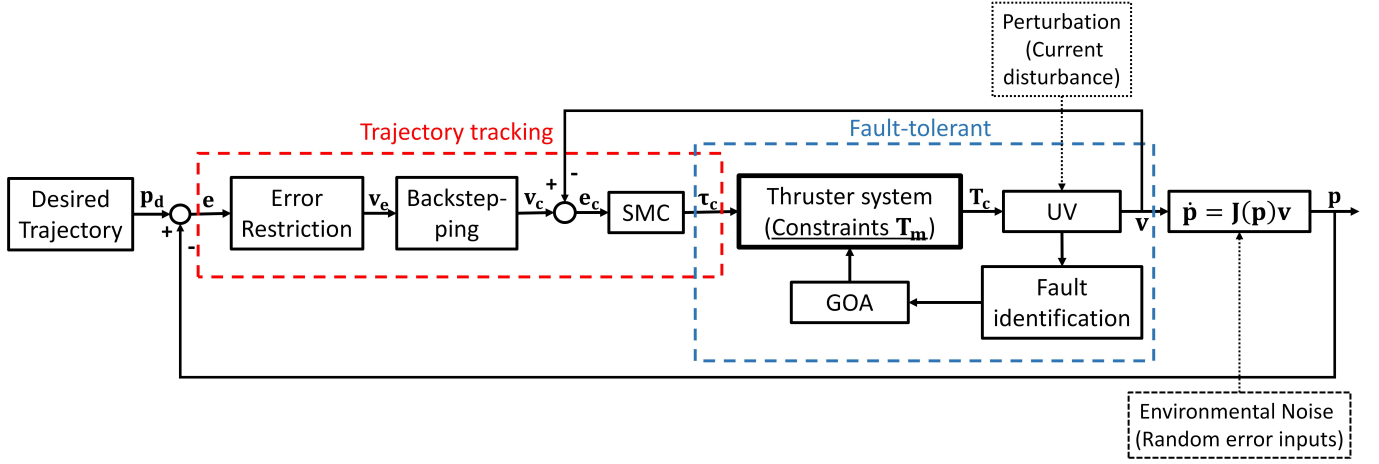 Perturbation
(Current
disturbance)
Trajectory tracking
Fault-tolerant
Desired
Trajectory
p_d
+
-
e
Error
Restriction
v_e
Backstep-
ping
v_c
+
-
e_c
SMC
τ_c
Thruster system
(Constraints T_m)
T_c
UV
v
ṗ = J(p)v
p
GOA
Fault
identification
Environmental Noise
(Random error inputs)